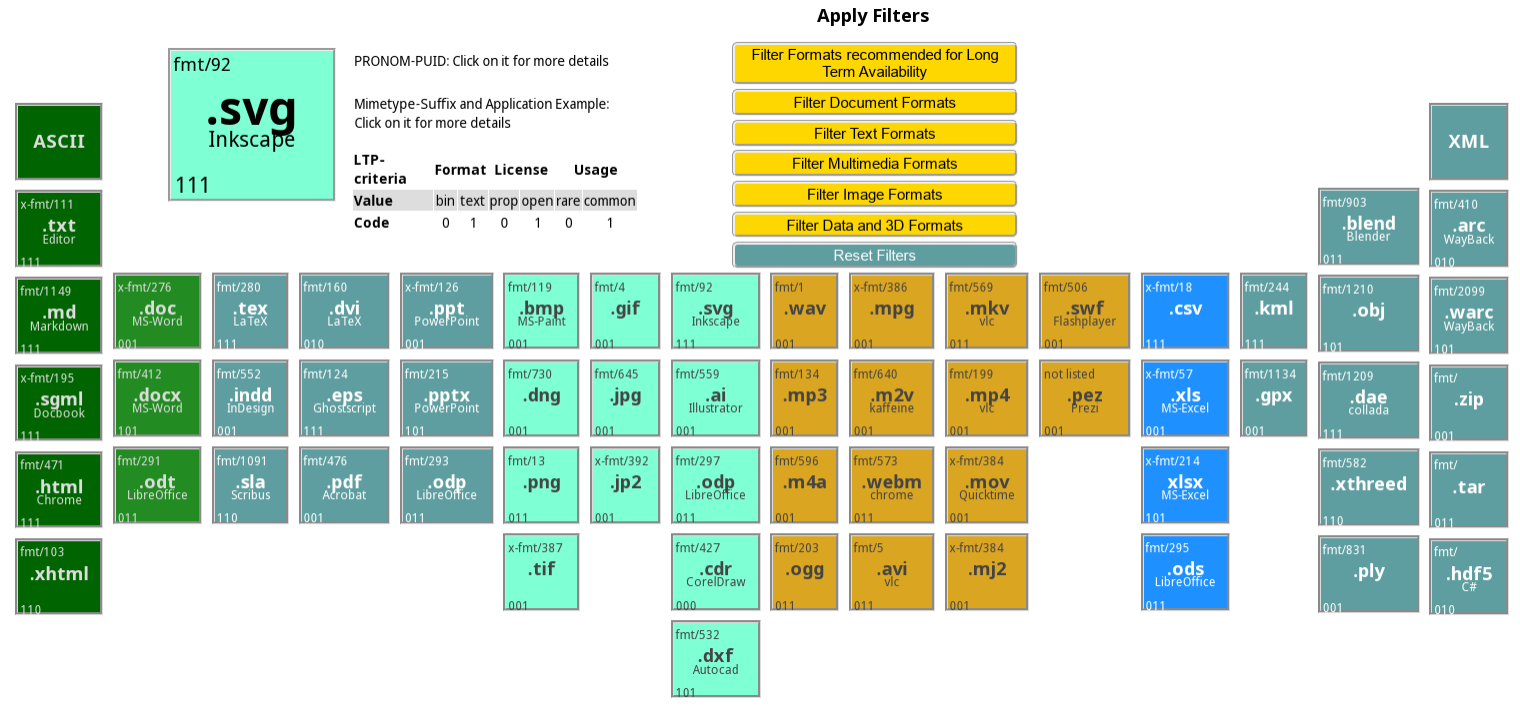 Apply Filters
fmt/92
.svg
Inkscape
111
PRONOM-PUID: Click on it for more details
Mimetype-Suffix and Application Example:
Click on it for more details
LTP-
criteria Format License Usage
Value bin text prop open rare common
Code 0 1 0 1 0 1
Filter Formats recommended for Long
Term Availability
Filter Document Formats
Filter Text Formats
Filter Multimedia Formats
Filter Image Formats
Filter Data and 3D Formats
Reset Filters
ASCII
x-fmt/111
.txt
Editor
111
fmt/1149
.md
Markdown
111
x-fmt/195
.sgml
Docbook
111
fmt/471
.html
Chrome
111
fmt/103
.xhtml
110
x-fmt/276
.doc
MS-Word
001
fmt/412
.docx
MS-Word
101
fmt/291
.odt
LibreOffice
011
fmt/280
.tex
LaTeX
111
fmt/552
.indd
InDesign
001
fmt/1091
.sla
Scribus
110
fmt/160
.dvi
LaTeX
010
fmt/124
.eps
Ghostscript
111
fmt/476
.pdf
Acrobat
001
x-fmt/126
.ppt
PowerPoint
001
fmt/215
.pptx
PowerPoint
101
fmt/293
.odp
LibreOffice
011
fmt/119
.bmp
MS-Paint
001
fmt/730
.dng
001
fmt/13
.png
011
x-fmt/387
.tif
001
fmt/4
.gif
001
fmt/645
.jpg
001
x-fmt/392
.jp2
001
fmt/92
.svg
Inkscape
111
fmt/559
.ai
Illustrator
001
fmt/297
.odp
LibreOffice
011
fmt/427
.cdr
CorelDraw
000
fmt/532
.dxf
Autocad
101
fmt/1
.wav
001
fmt/134
.mp3
001
fmt/596
.m4a
001
fmt/203
.ogg
011
x-fmt/386
.mpg
001
fmt/640
.m2v
kaffeine
001
fmt/573
.webm
chrome
011
fmt/5
.avi
vlc
011
fmt/569
.mkv
vlc
011
fmt/199
.mp4
vlc
001
x-fmt/384
.mov
Quicktime
001
x-fmt/384
.mj2
001
fmt/506
.swf
Flashplayer
001
not listed
.pez
Prezi
001
x-fmt/18
.csv
111
x-fmt/57
.xls
MS-Excel
001
x-fmt/214
xlsx
MS-Excel
101
fmt/295
.ods
LibreOffice
011
fmt/244
.kml
111
fmt/1134
.gpx
001
fmt/903
.blend
Blender
011
fmt/1210
.obj
101
fmt/1209
.dae
collada
111
fmt/582
.xthreed
110
fmt/831
.ply
001
XML
fmt/410
.arc
WayBack
010
fmt/2099
.warc
WayBack
101
fmt/
.zip
001
fmt/
.tar
011
fmt/
.hdf5
C#
010